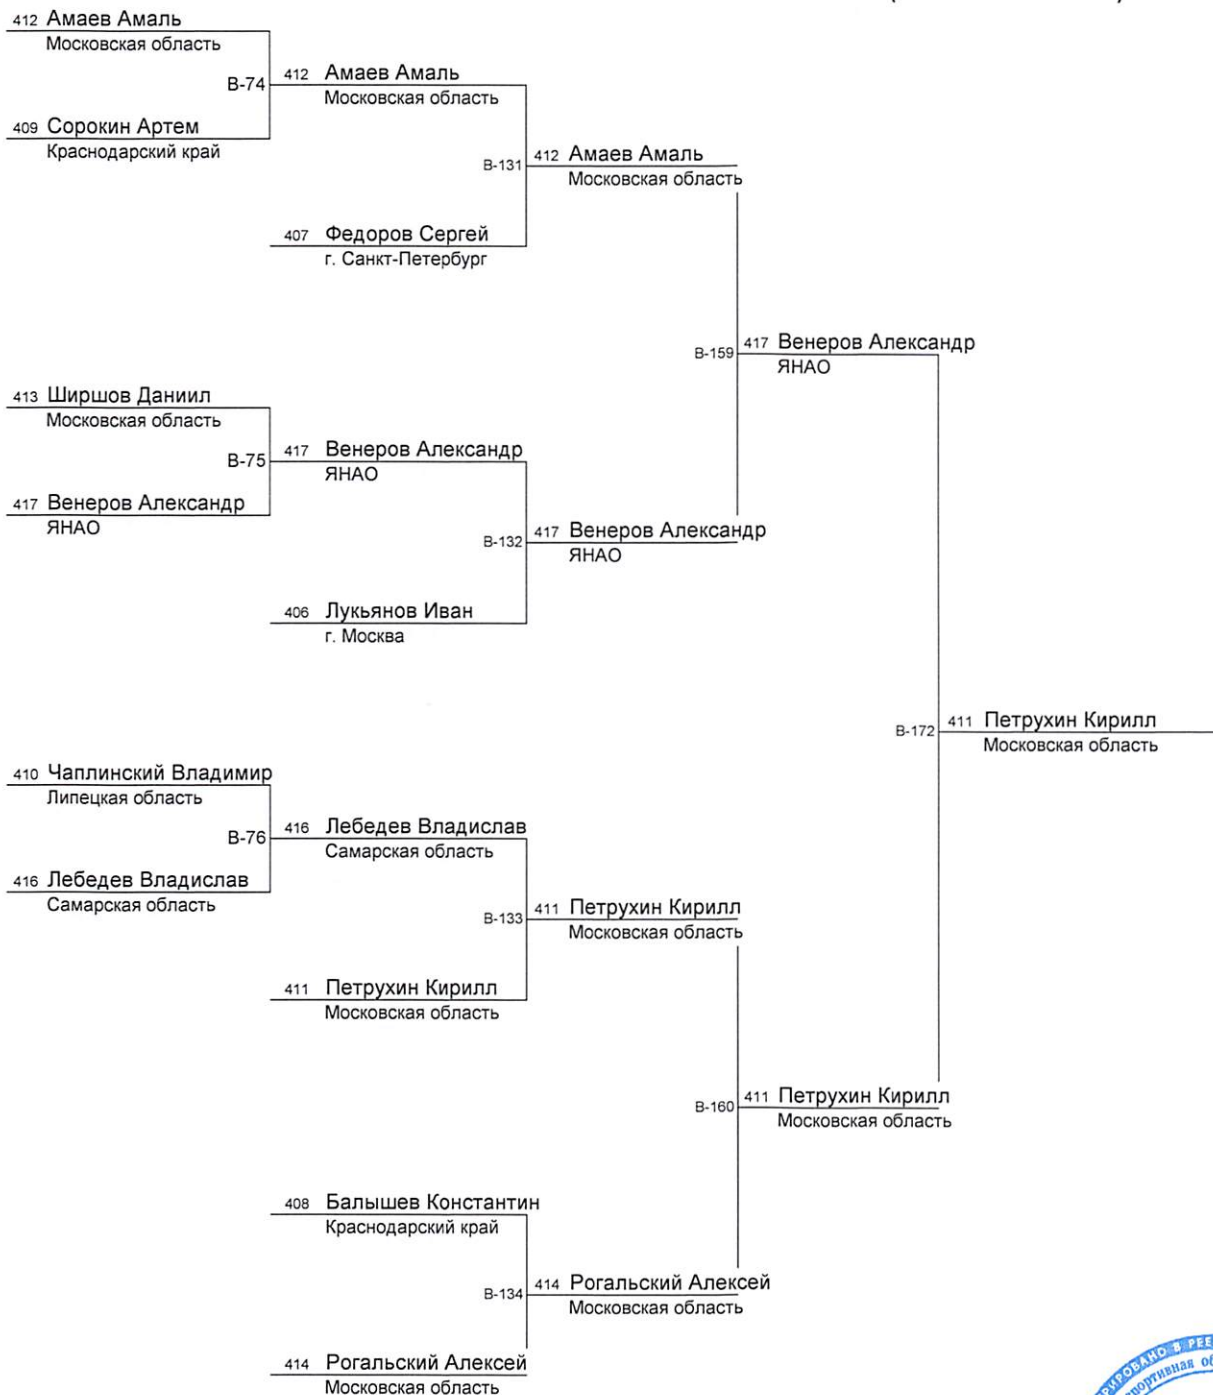 412 Амаев Амаль
Московская область
В-74
412 Амаев Амаль
Московская область
409 Сорокин Артем
Краснодарский край
В-131
412 Амаев Амаль
Московская область
407 Федоров Сергей
г. Санкт-Петербург
В-159
417 Венеров Александр
ЯНАО
413 Ширшов Даниил
Московская область
В-75
417 Венеров Александр
ЯНАО
417 Венеров Александр
ЯНАО
В-132
417 Венеров Александр
ЯНАО
406 Лукьянов Иван
г. Москва
В-172
411 Петрухин Кирилл
Московская область
410 Чаплинский Владимир
Липецкая область
В-76
416 Лебедев Владислав
Самарская область
416 Лебедев Владислав
Самарская область
В-133
411 Петрухин Кирилл
Московская область
411 Петрухин Кирилл
Московская область
В-160
411 Петрухин Кирилл
Московская область
408 Балышев Константин
Краснодарский край
В-134
414 Рогальский Алексей
Московская область
414 Рогальский Алексей
Московская область